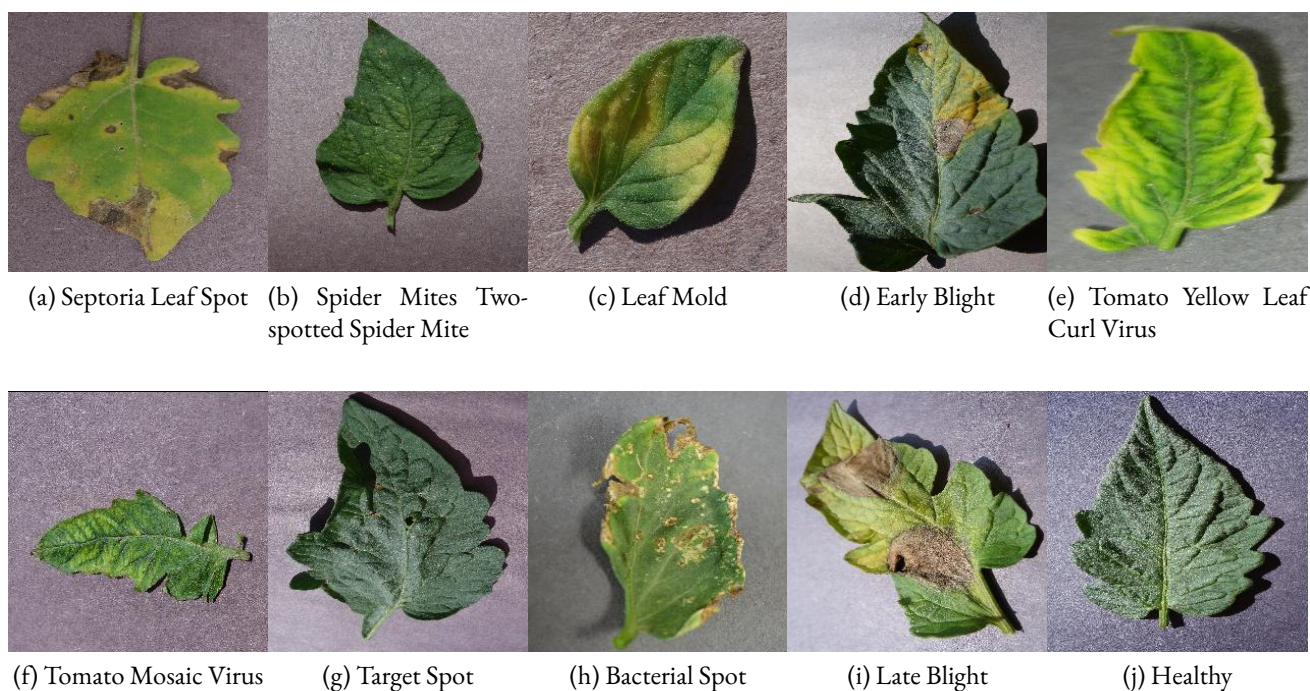 (a) Septoria Leaf Spot
(b) Spider Mites Two-
spotted Spider Mite
(c) Leaf Mold
(d) Early Blight
(e) Tomato Yellow Leaf
Curl Virus
(f) Tomato Mosaic Virus
(g) Target Spot
(h) Bacterial Spot
(i) Late Blight
(j) Healthy